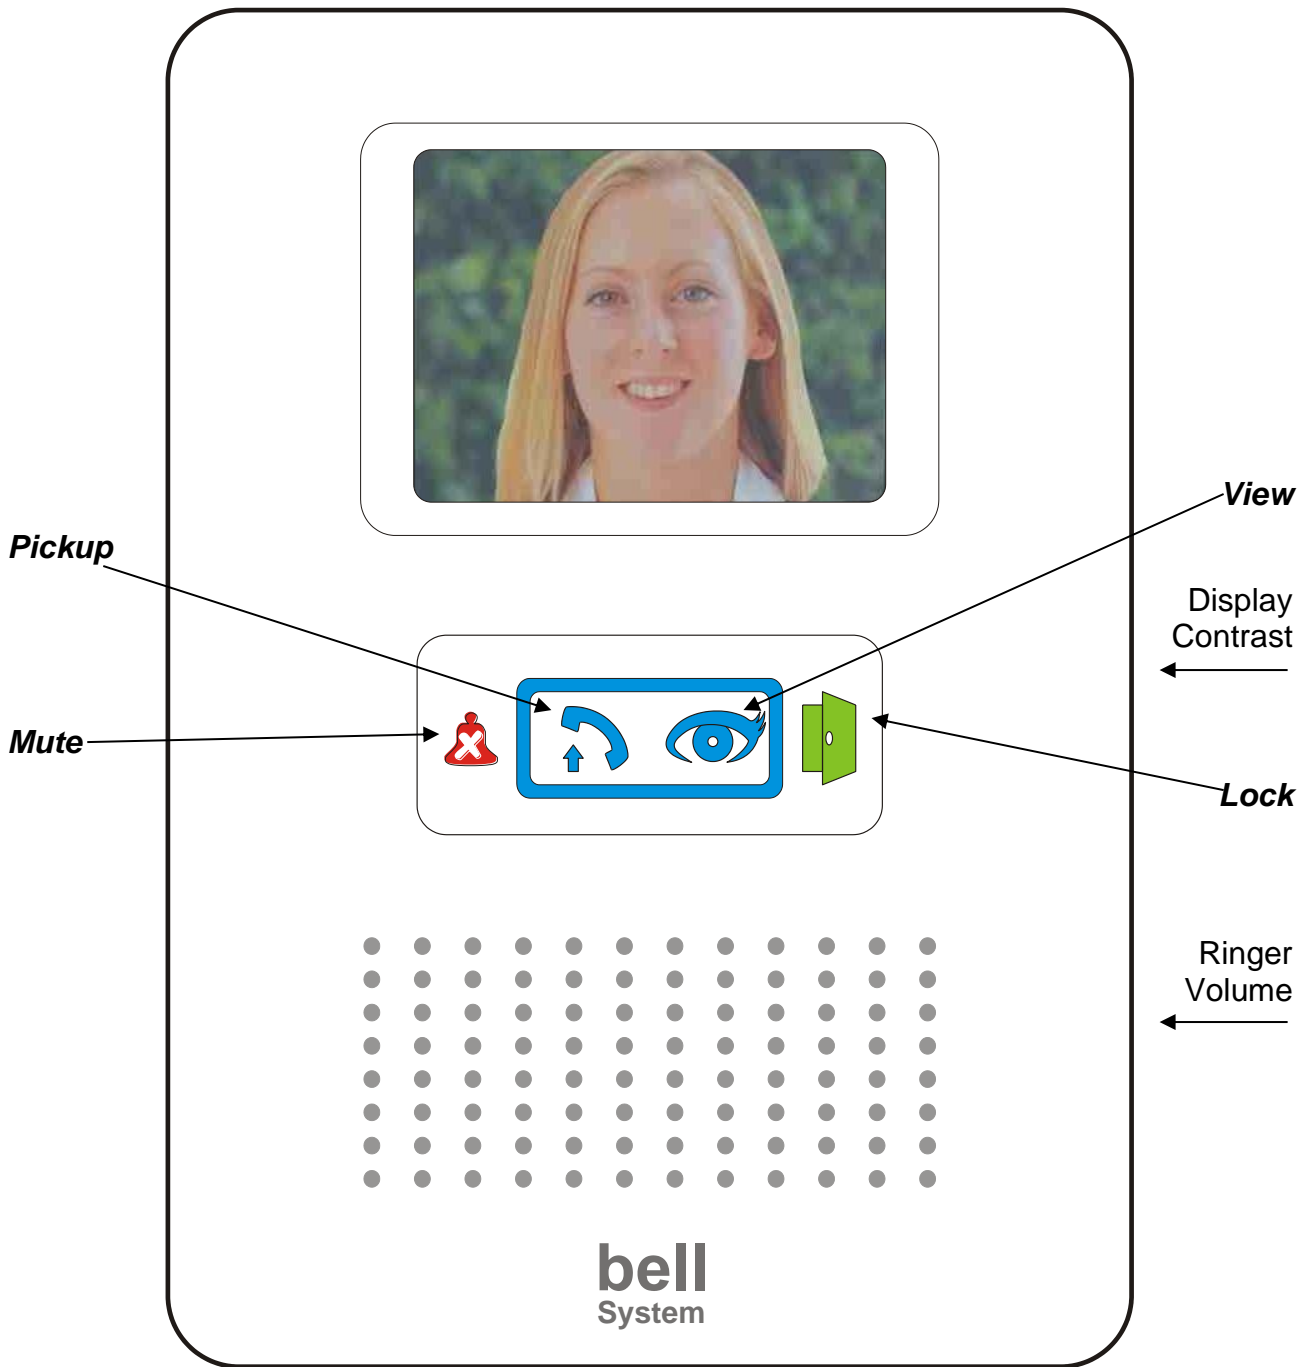 View
Pickup
Display
Contrast
Mute
Lock
Ringer
Volume
bell
System